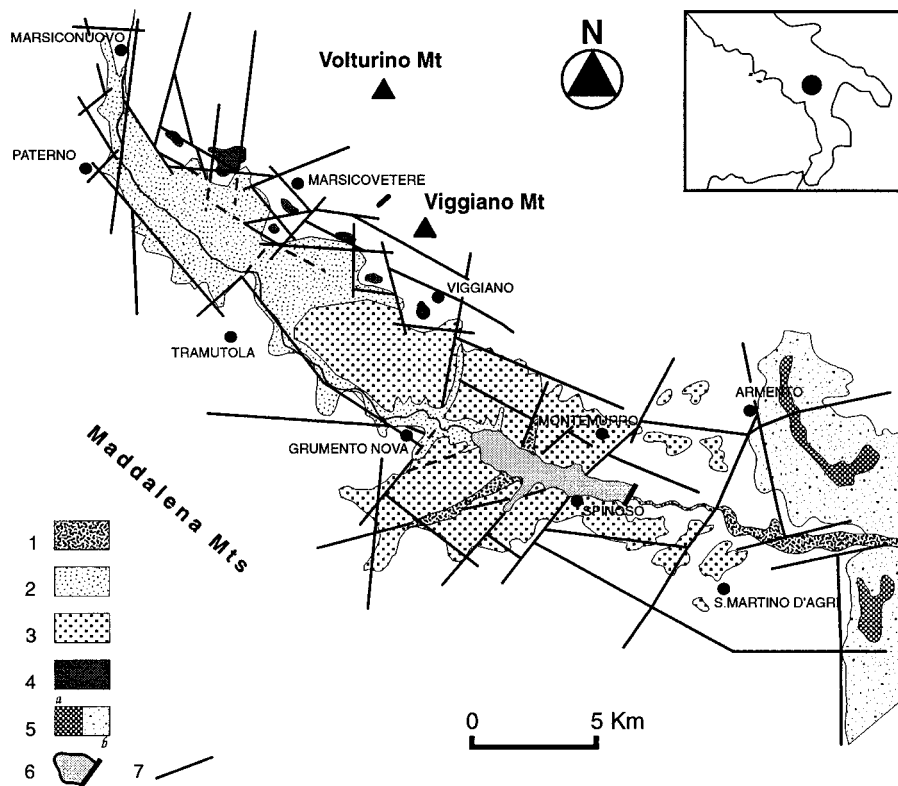 MARSICONUOVO
Volturino Mt
N
PATERNO
MARSICOVETERE
Viggiano Mt
VIGGIANO
TRAMUTOLA
ARMENTO
MONTEMURRO
GRUMENTO NOVA
SPINOSO
Maddalena Mts
S.MARTINO D'AGRI
1
2
3
4
a
5
b
6
7
0 5 Km